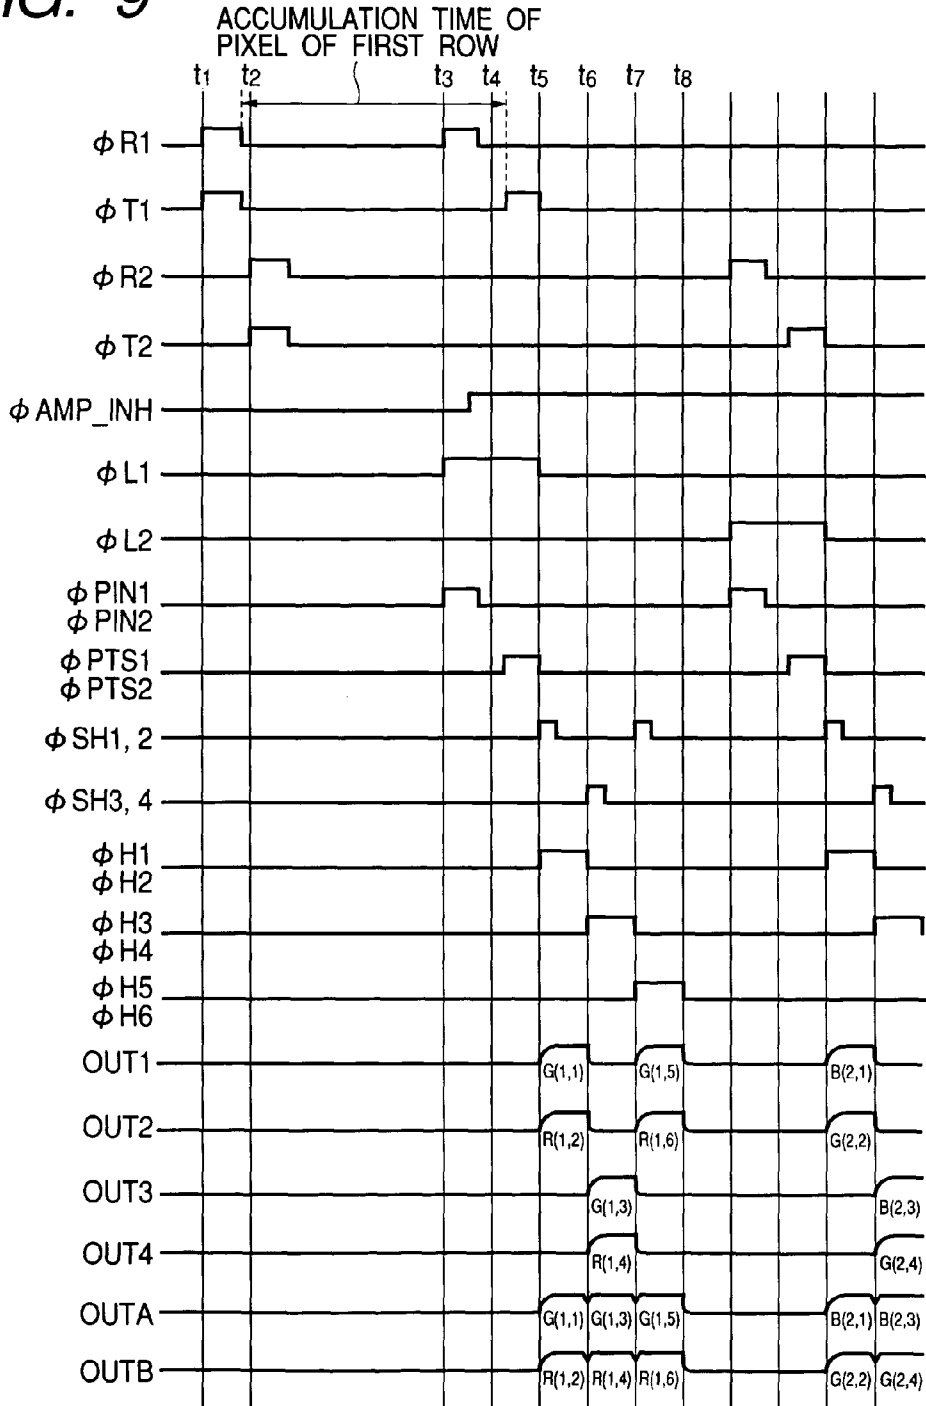 FIG. 9
ACCUMULATION TIME OF
PIXEL OF FIRST ROW
t1 t2 t3 t4 t5 t6 t7 t8
ϕR1
ϕT1
ϕR2
ϕT2
ϕAMP_INH
ϕL1
ϕL2
ϕPIN1
ϕPIN2
ϕPTS1
ϕPTS2
ϕSH1, 2
ϕSH3, 4
ϕH1
ϕH2
ϕH3
ϕH4
ϕH5
ϕH6
OUT1 G(1,1) G(1,5) B(2,1)
OUT2 R(1,2) R(1,6) G(2,2)
OUT3 G(1,3) B(2,3)
OUT4 R(1,4) G(2,4)
OUTA G(1,1) G(1,3) G(1,5) B(2,1) B(2,3)
OUTB R(1,2) R(1,4) R(1,6) G(2,2) G(2,4)